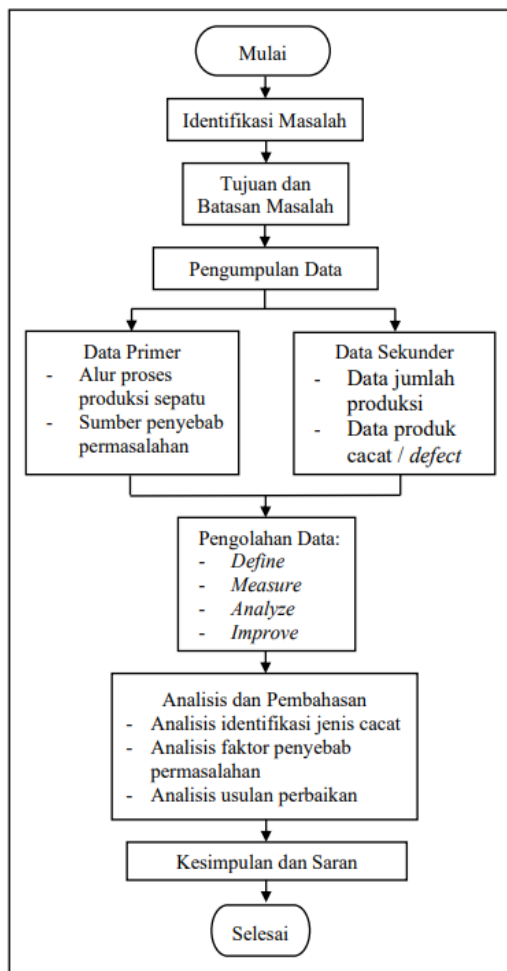 Mulai
Identifikasi Masalah
Tujuan dan
Batasan Masalah
Pengumpulan Data
Data Primer
- Alur proses
produksi sepatu
- Sumber penyebab
permasalahan
Data Sekunder
- Data jumlah
produksi
- Data produk
cacat / defect
Pengolahan Data:
- Define
- Measure
- Analyze
- Improve
Analisis dan Pembahasan
- Analisis identifikasi jenis cacat
- Analisis faktor penyebab
permasalahan
- Analisis usulan perbaikan
Kesimpulan dan Saran
Selesai